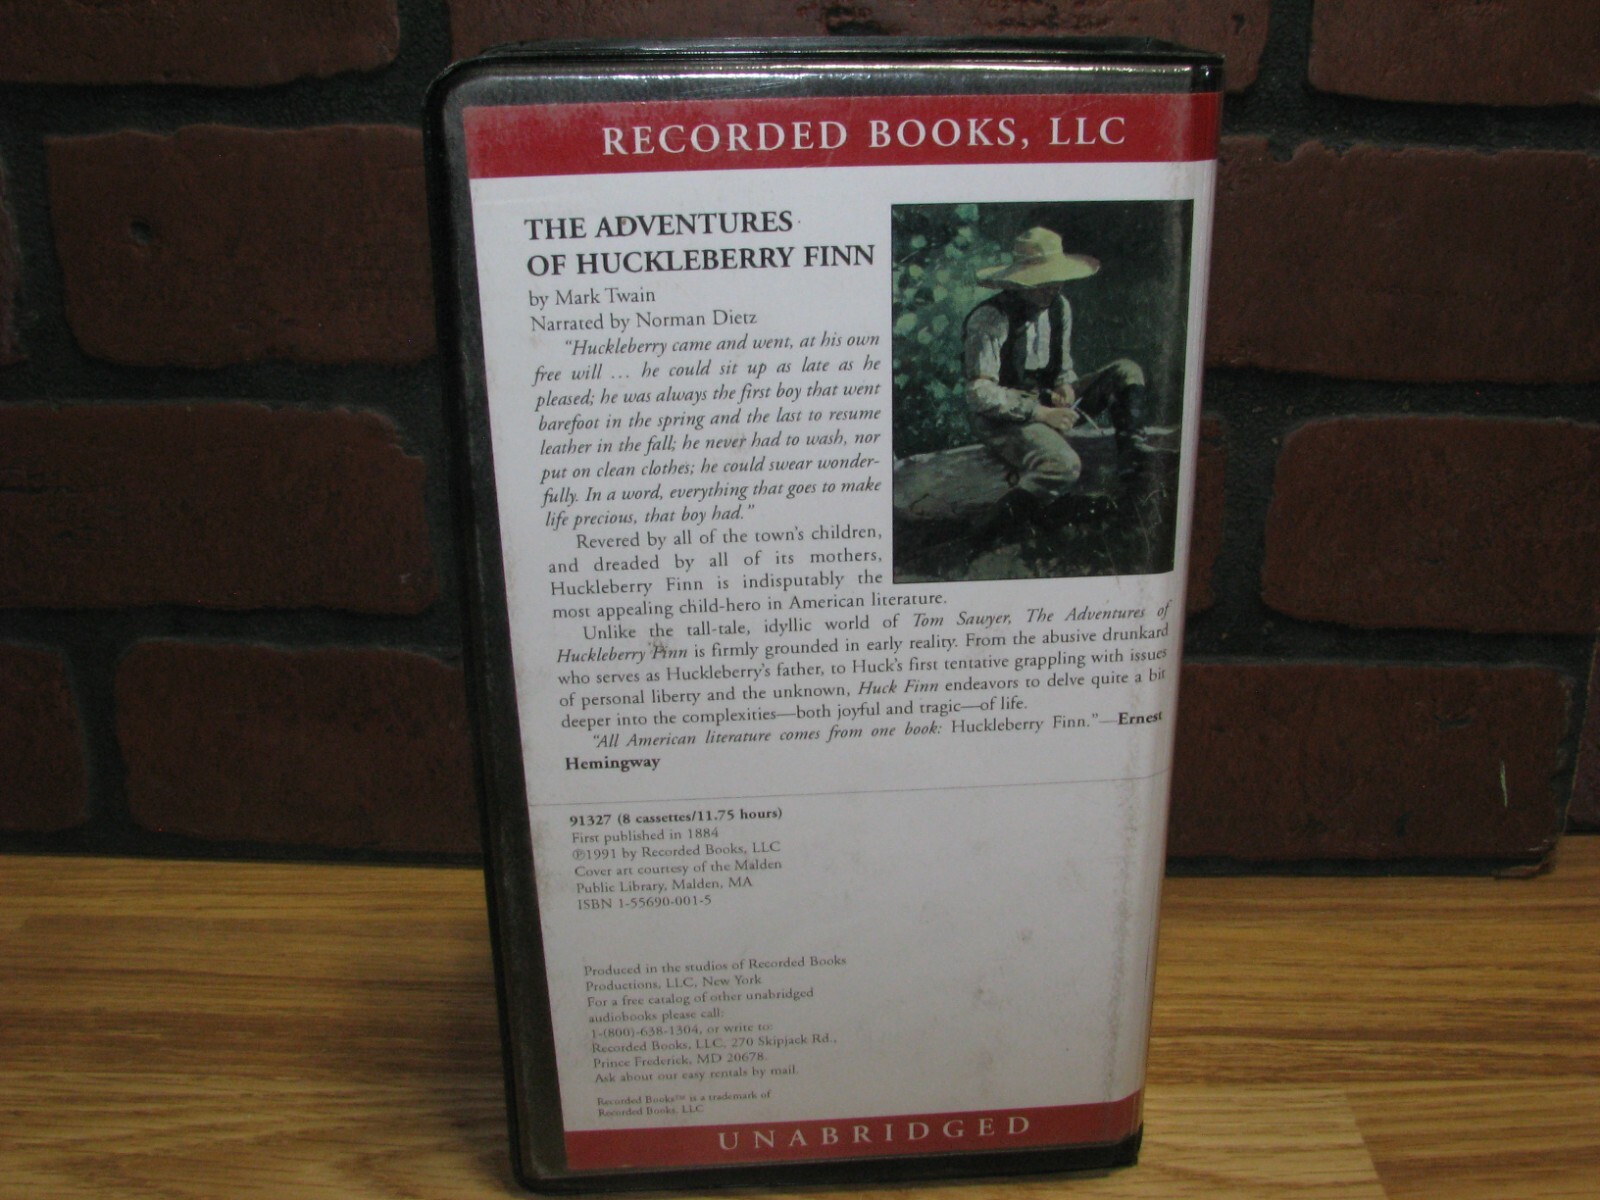 RECORDED BOOKS, LLC
THE ADVENTURES
OF HUCKLEBERRY FINN
by Mark Twain
Narrated by Norman Dietz
“Huckleberry came and went, at his own
free will ... he could sit up as late as he
pleased; he was always the first boy that went
barefoot in the spring and the last to resume
leather in the fall; he never had to wash, nor
put on clean clothes; he could swear wonder-
fully. In a word, everything that goes to make
life precious, that boy had.”
Revered by all of the town’s children,
and dreaded by all of its mothers,
Huckleberry Finn is indisputably the
most appealing child-hero in American literature.
Unlike the tall-tale, idyllic world of Tom Sawyer, The Adventures of
Huckleberry Finn is firmly grounded in early reality. From the abusive drunkard
who serves as Huckleberry’s father, to Huck’s first tentative grappling with issues
of personal liberty and the unknown, Huck Finn endeavors to delve quite a bit
deeper into the complexities—both joyful and tragic—of life.
“All American literature comes from one book: Huckleberry Finn.”—Ernest
Hemingway
91327 (8 cassettes/11.75 hours)
First published in 1884
℗1991 by Recorded Books, LLC
Cover art courtesy of the Malden
Public Library, Malden, MA
ISBN 1-55690-001-5
Produced in the studios of Recorded Books
Productions, LLC, New York
For a free catalog of other unabridged
audiobooks please call:
1-(800)-638-1304, or write to:
Recorded Books, LLC, 270 Skipjack Rd.,
Prince Frederick, MD 20678.
Ask about our easy rentals by mail.
Recorded Books™ is a trademark of
Recorded Books, LLC
UNABRIDGED